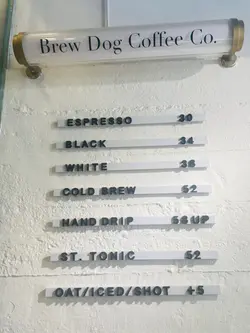 Brew Dog Coffee Co.
ESPRESSO 30
BLACK 34
WHITE 36
COLD BREW 52
HAND DRIP 56 UP
ST. TONIC 52
OAT/ICED/SHOT +5